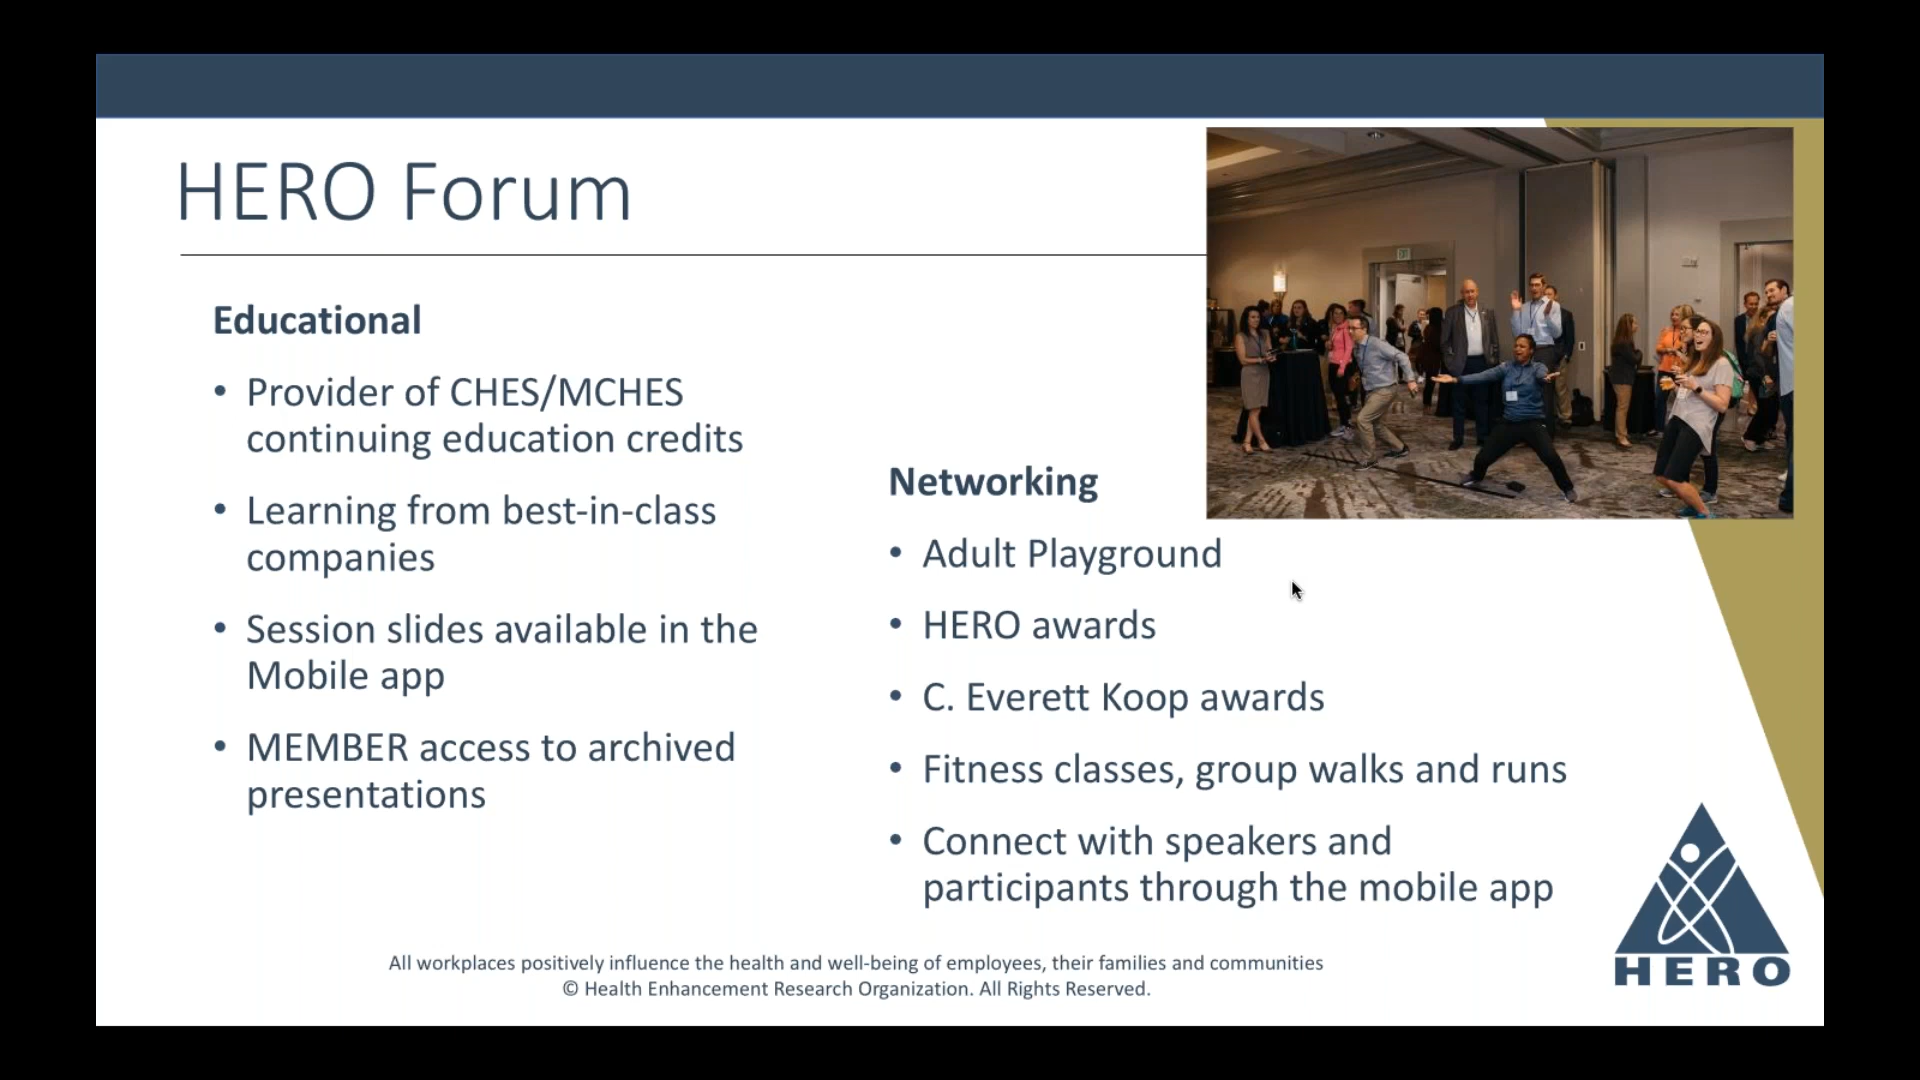 HERO Forum
Educational
• Provider of CHES/MCHES
continuing education credits
• Learning from best-in-class
companies
• Session slides available in the
Mobile app
• MEMBER access to archived
presentations
Networking
• Adult Playground
• HERO awards
• C. Everett Koop awards
• Fitness classes, group walks and runs
• Connect with speakers and
participants through the mobile app
All workplaces positively influence the health and well-being of employees, their families and communities
© Health Enhancement Research Organization. All Rights Reserved.
HERO